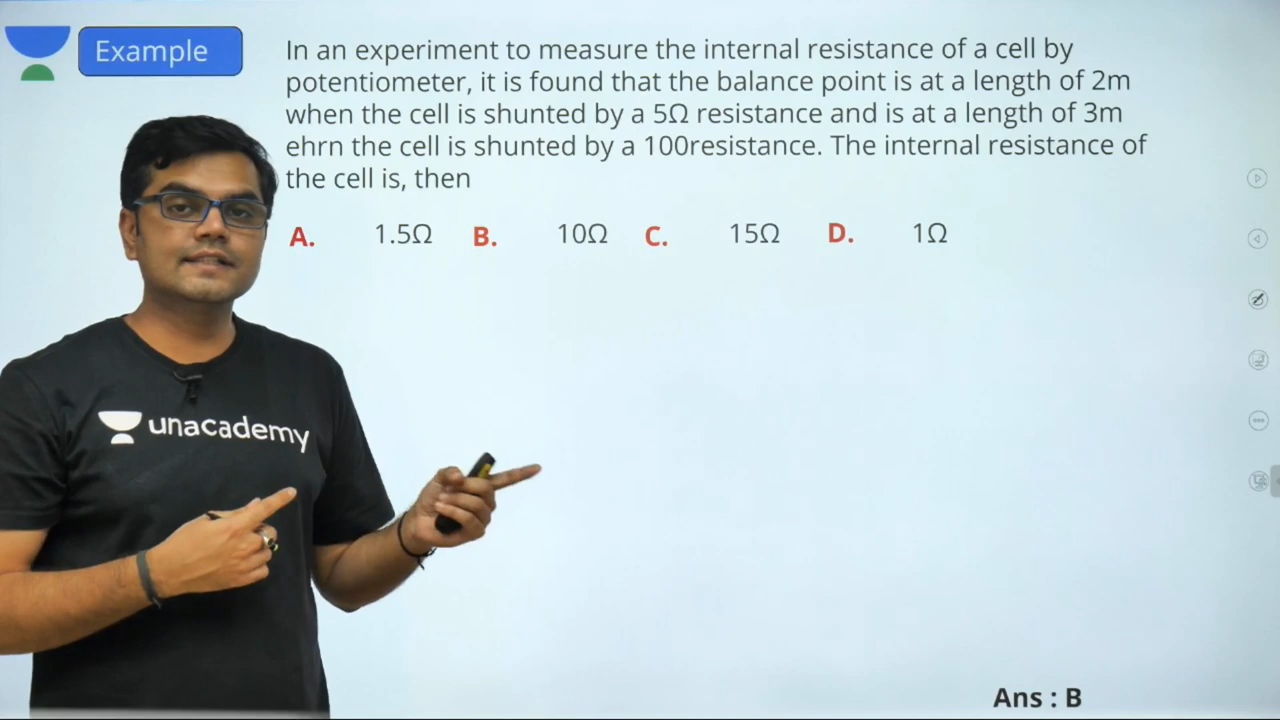 Example
In an experiment to measure the internal resistance of a cell by
potentiometer, it is found that the balance point is at a length of 2m
when the cell is shunted by a 5Ω resistance and is at a length of 3m
ehrn the cell is shunted by a 100resistance. The internal resistance of
the cell is, then
A. 1.5Ω B. 10Ω C. 15Ω D. 1Ω
unacademy
Ans : B